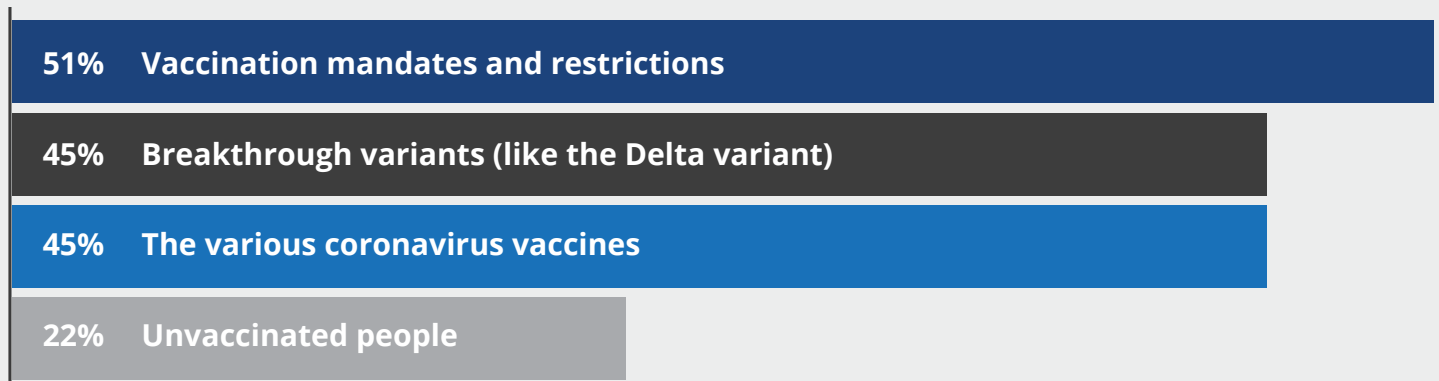 51% Vaccination mandates and restrictions
45% Breakthrough variants (like the Delta variant)
45% The various coronavirus vaccines
22% Unvaccinated people